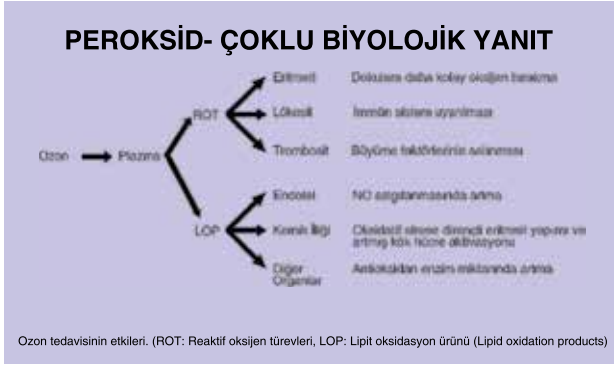 PEROKSİD- ÇOKLU BİYOLOJİK YANIT
Eritrosit Dokulara daha kolay oksijen bırakma
ROT Lökosit İmmün sistem uyarılması
Trombosit Büyüme faktörlerinin salınması
Ozon Plazma
Endotel NO salgılanmasında artma
LOP Kemik İliği Oksidatif strese dirençli eritrosit yapımı ve
artmış kök hücre aktivasyonu
Diğer Antioksidan enzim miktarında artma
Organlar
Ozon tedavisinin etkileri. (ROT: Reaktif oksijen türevleri, LOP: Lipit oksidasyon ürünü (Lipid oxidation products)